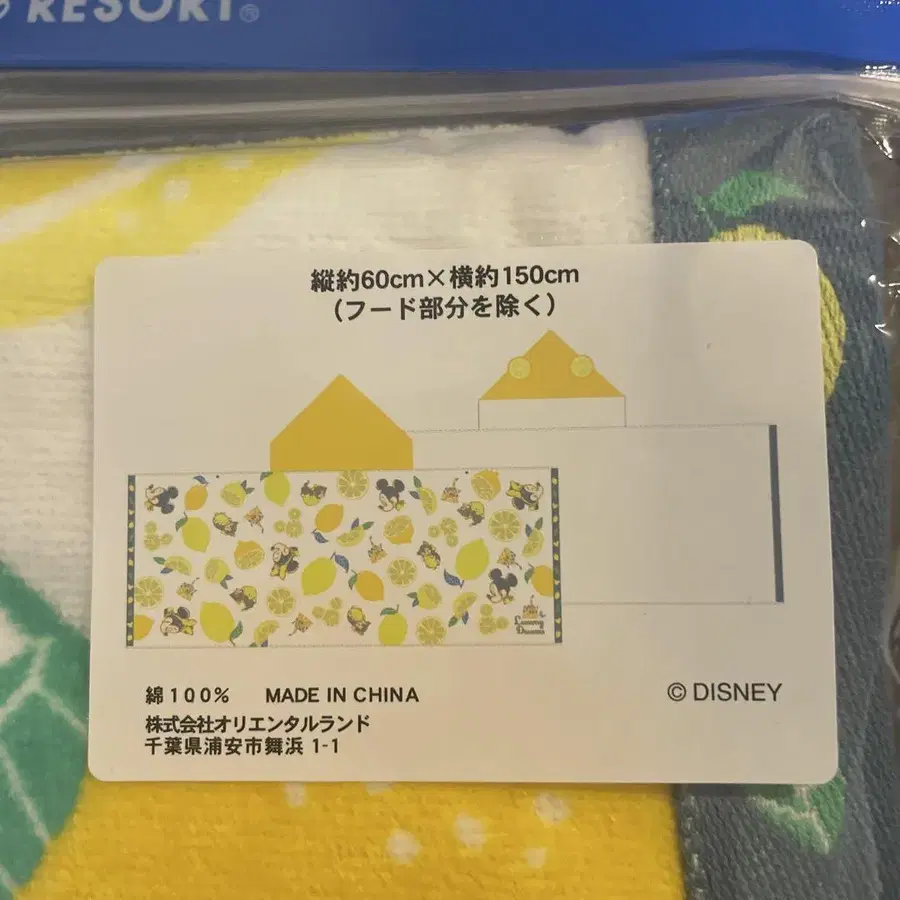 RESORT®
縦約60cm×横約150cm
（フード部分を除く）
綿100% MADE IN CHINA
© DISNEY
株式会社オリエンタルランド
千葉県浦安市舞浜 1-1